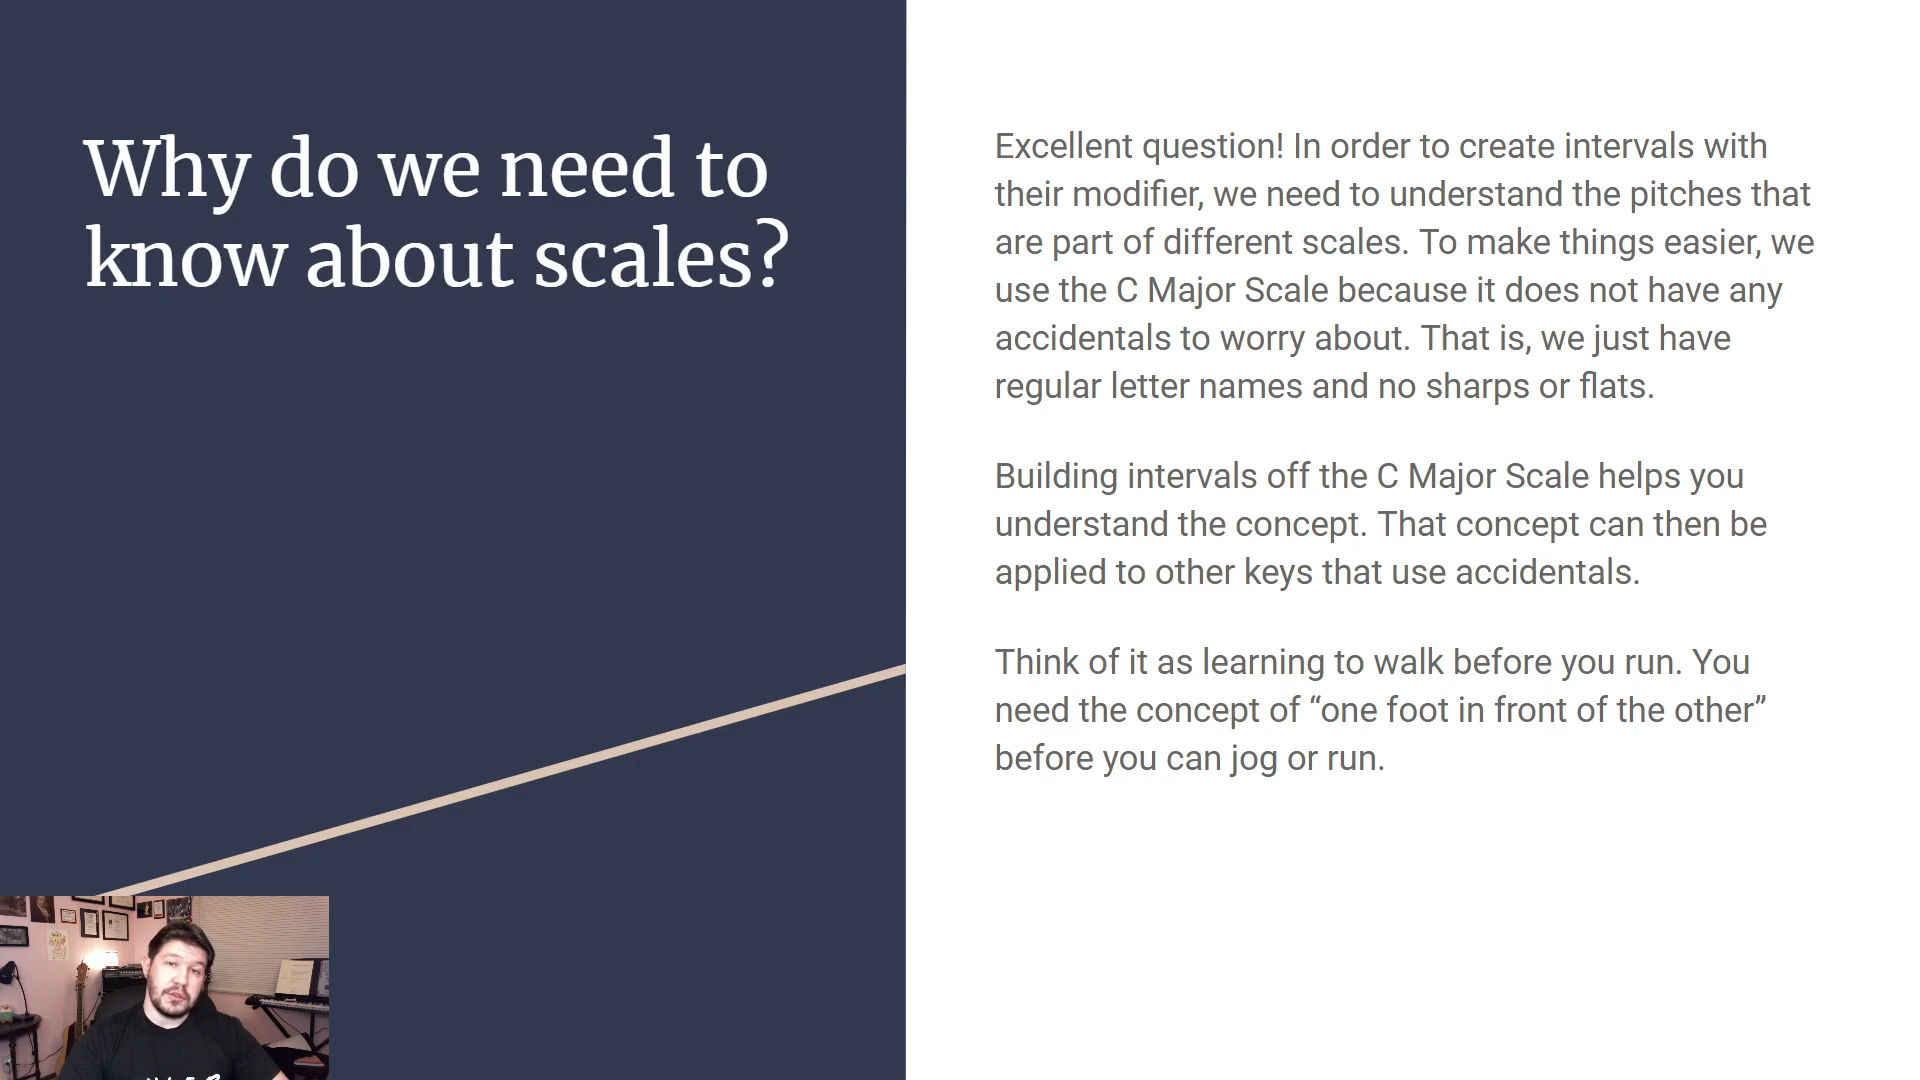 Why do we need to
know about scales?
Excellent question! In order to create intervals with
their modifier, we need to understand the pitches that
are part of different scales. To make things easier, we
use the C Major Scale because it does not have any
accidentals to worry about. That is, we just have
regular letter names and no sharps or flats.
Building intervals off the C Major Scale helps you
understand the concept. That concept can then be
applied to other keys that use accidentals.
Think of it as learning to walk before you run. You
need the concept of “one foot in front of the other”
before you can jog or run.